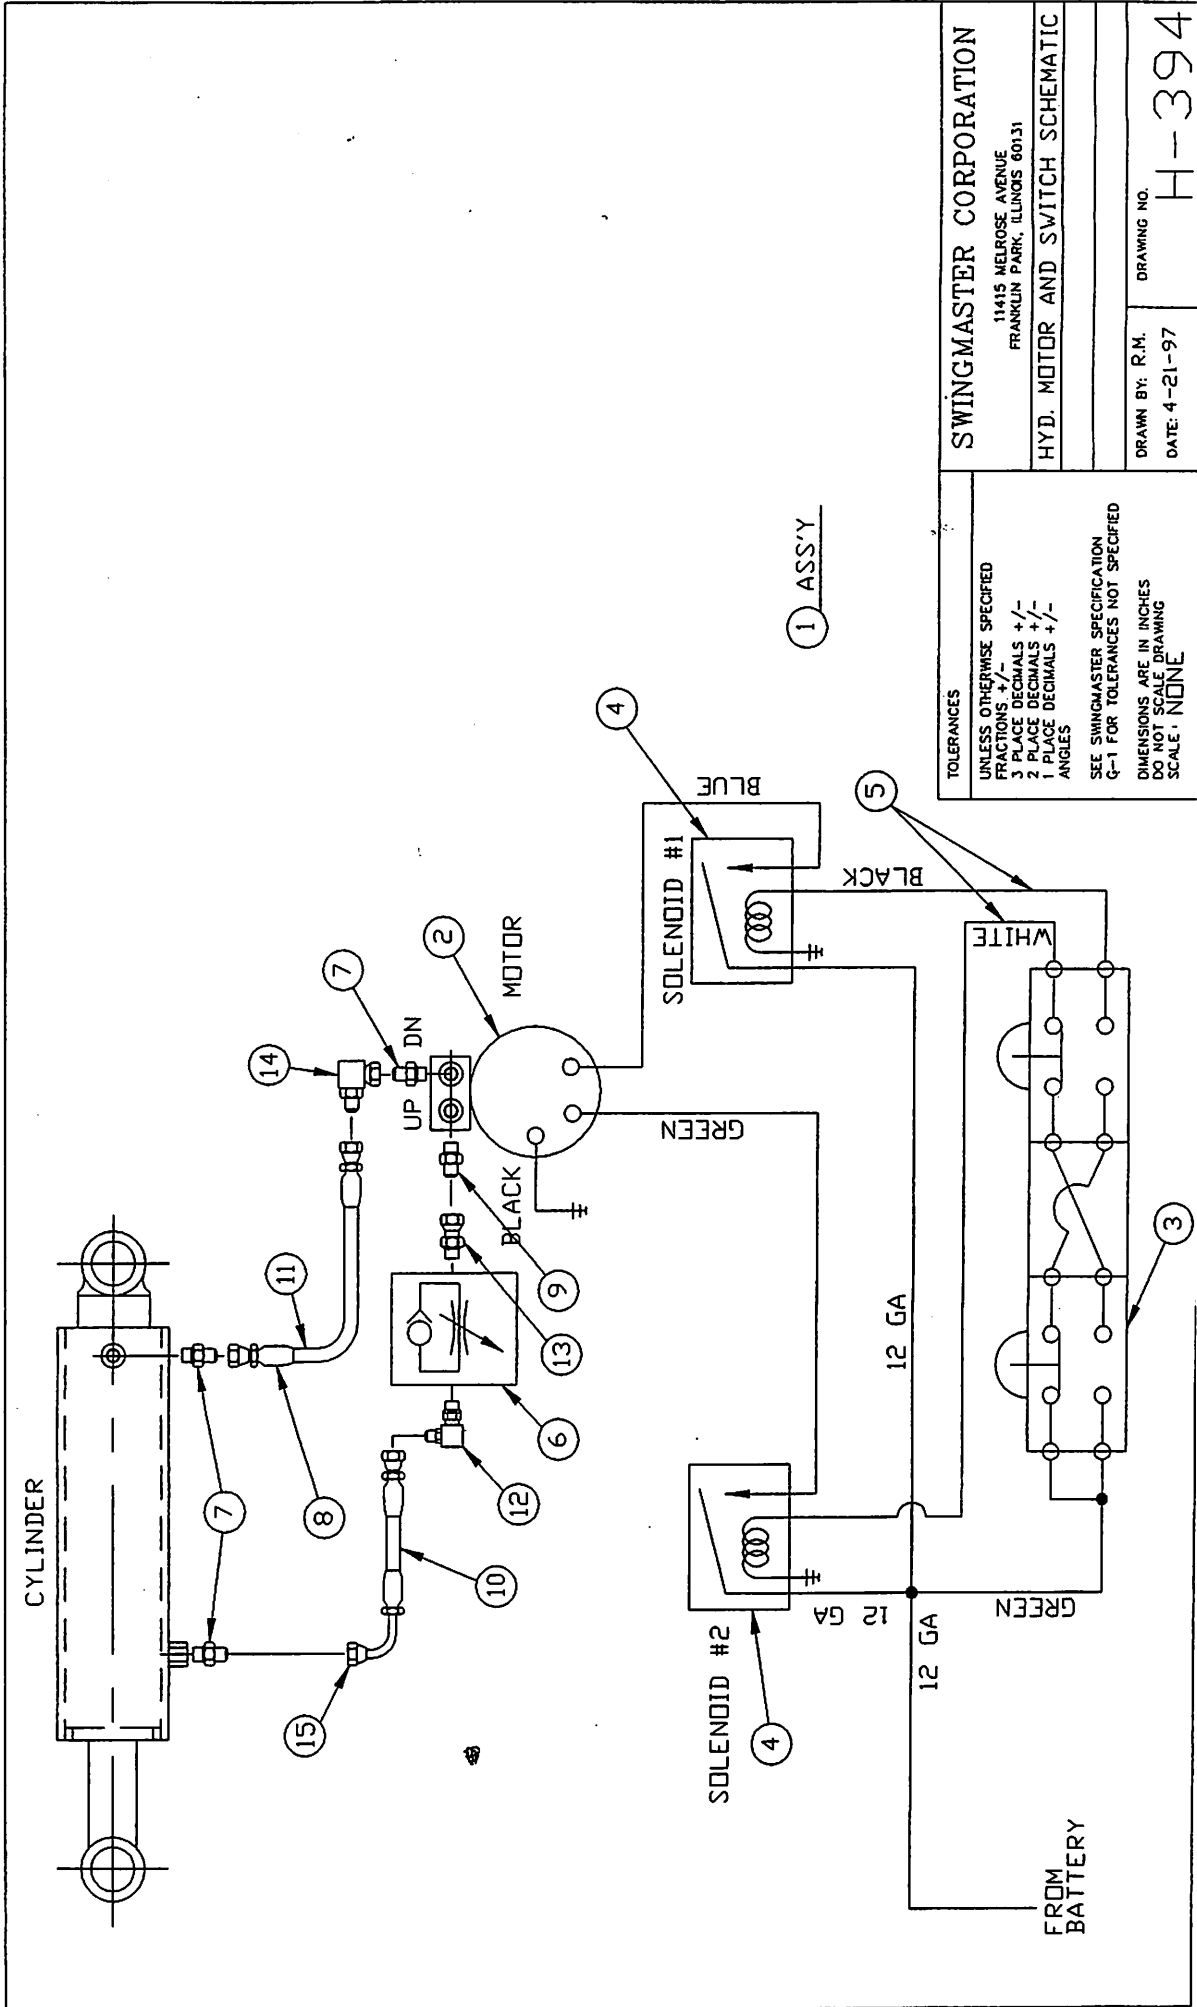 CYLINDER
7
15
8
11
14
7
10
12
6
13
9
UP
DN
2
MOTOR
BLACK
GREEN
BLUE
4
1 ASS'Y
SOLENOID #2
4
SOLENOID #1
12 GA
12 GA
12 GA
GREEN
BLACK
WHITE
5
3
FROM
BATTERY
TOLERANCES
UNLESS OTHERWISE SPECIFIED
FRACTIONS +/-
3 PLACE DECIMALS +/-
2 PLACE DECIMALS +/-
1 PLACE DECIMALS +/-
ANGLES
SEE SWINGMASTER SPECIFICATION
G-1 FOR TOLERANCES NOT SPECIFIED
DIMENSIONS ARE IN INCHES
DO NOT SCALE DRAWING
SCALE: NONE
SWINGMASTER CORPORATION
11415 MELROSE AVENUE
FRANKLIN PARK, ILLINOIS 60131
HYD. MOTOR AND SWITCH SCHEMATIC
DRAWN BY: R.M.
DATE: 4-21-97
DRAWING NO.
H-394